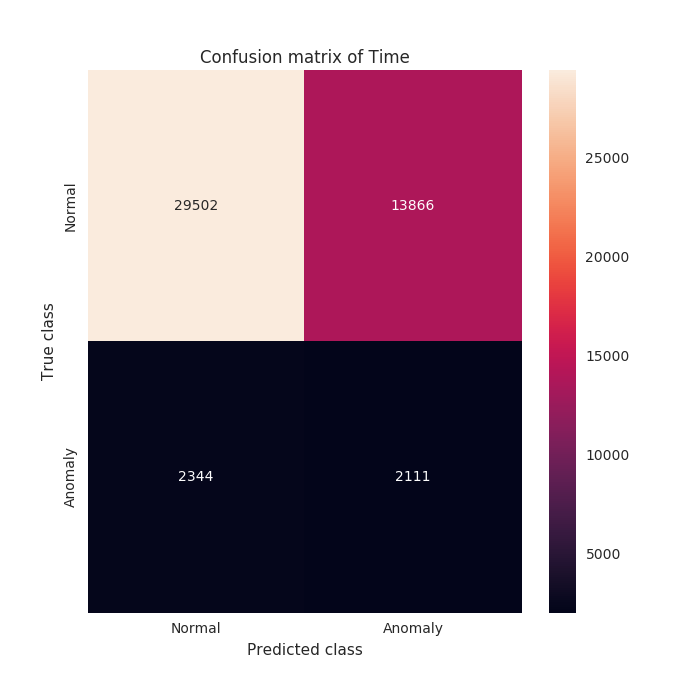 Confusion matrix of Time
Normal
29502
13866
Anomaly
2344
2111
True class
Normal
Anomaly
Predicted class
25000
20000
15000
10000
5000